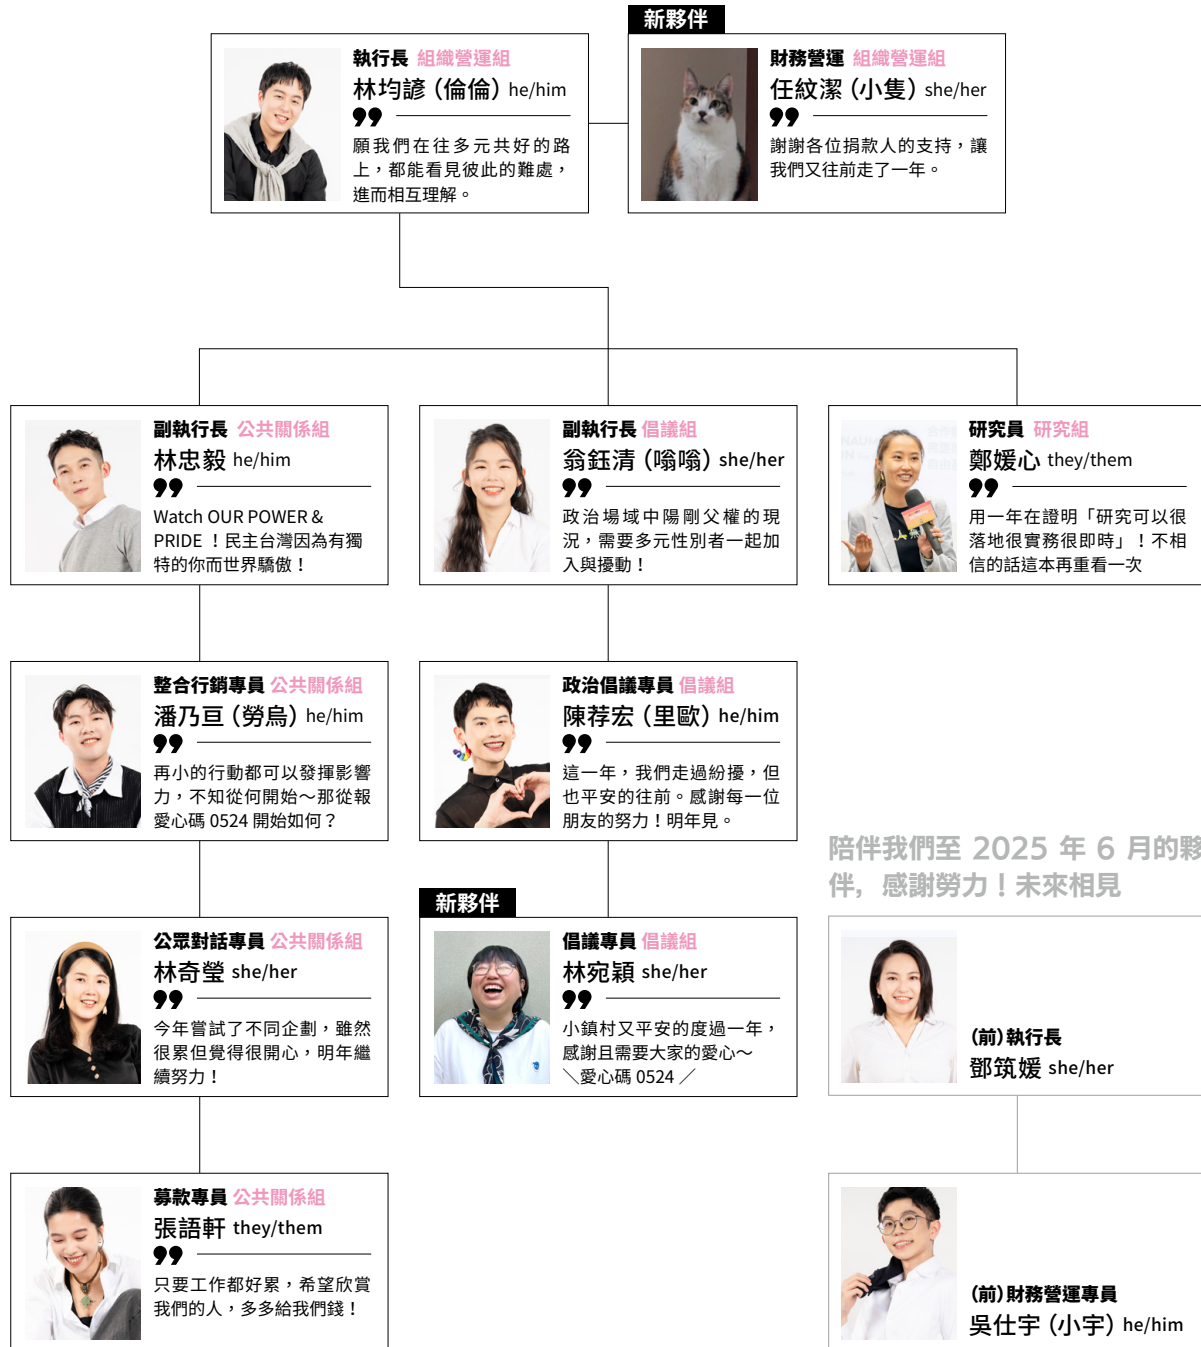 執行長 組織營運組
林均諺（倫倫）he/him
願我們在往多元共好的路
上，都能看見彼此的難處，
進而相互理解。
新夥伴
財務營運 組織營運組
任紋潔（小隻）she/her
謝謝各位捐款人的支持，讓
我們又往前走了一年。
副執行長 公共關係組
林忠毅 he/him
Watch OUR POWER &
PRIDE ！民主台灣因為有獨
特的你而世界驕傲！
副執行長 倡議組
翁鈺清（嗡嗡）she/her
政治場域中陽剛父權的現
況，需要多元性別者一起加
入與擾動！
研究員 研究組
鄭媛心 they/them
用一年在證明「研究可以很
落地很實務很即時」！不相
信的話這本再重看一次
整合行銷專員 公共關係組
潘乃亘（勞烏）he/him
再小的行動都可以發揮影響
力，不知從何開始～那從報
愛心碼 0524 開始如何？
政治倡議專員 倡議組
陳荐宏（里歐）he/him
這一年，我們走過紛擾，但
也平安的往前。感謝每一位
朋友的努力！明年見。
公眾對話專員 公共關係組
林奇瑩 she/her
今年嘗試了不同企劃，雖然
很累但覺得很開心，明年繼
續努力！
新夥伴
倡議專員 倡議組
林宛穎 she/her
小鎮村又平安的度過一年，
感謝且需要大家的愛心～
＼愛心碼 0524 ／
募款專員 公共關係組
張語軒 they/them
只要工作都好累，希望欣賞
我們的人，多多給我們錢！
陪伴我們至 2025 年 6 月的夥
伴，感謝勞力！未來相見
(前)執行長
鄧筑媛 she/her
(前)財務營運專員
吳仕宇（小宇）he/him